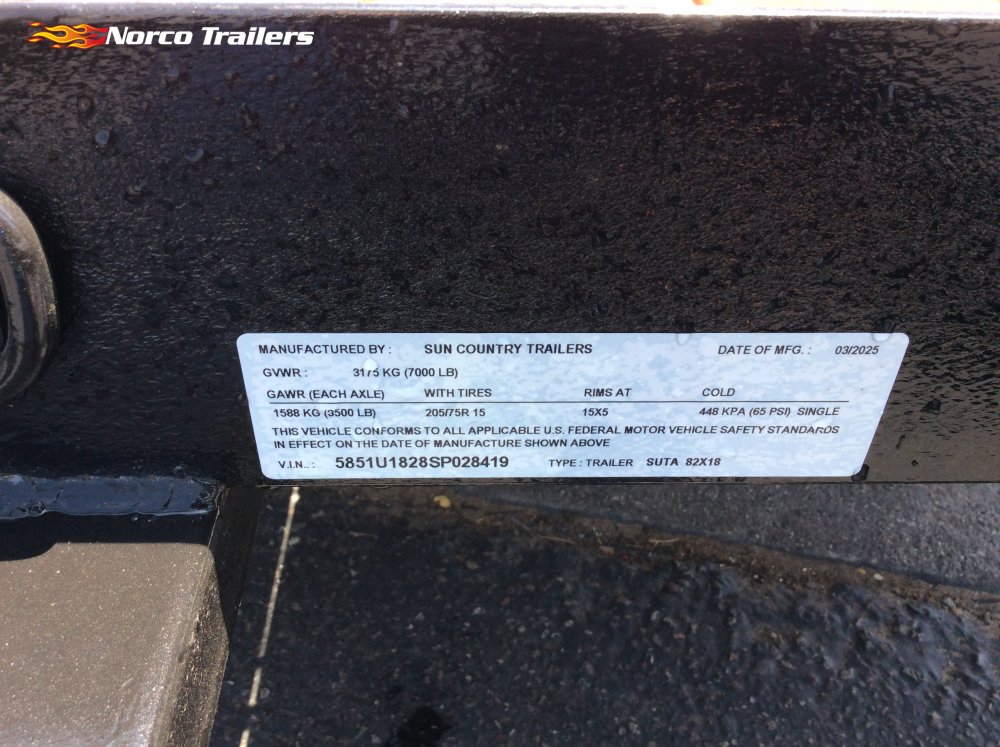 Norco Trailers
MANUFACTURED BY : SUN COUNTRY TRAILERS DATE OF MFG. : 03/2025
GVWR : 3175 KG (7000 LB)
GAWR (EACH AXLE) WITH TIRES RIMS AT COLD
1588 KG (3500 LB) 205/75R 15 15X5 448 KPA (65 PSI) SINGLE
THIS VEHICLE CONFORMS TO ALL APPLICABLE U.S. FEDERAL MOTOR VEHICLE SAFETY STANDARDS
IN EFFECT ON THE DATE OF MANUFACTURE SHOWN ABOVE
V.I.N.. : 5851U1828SP028419 TYPE : TRAILER SUTA 82X18